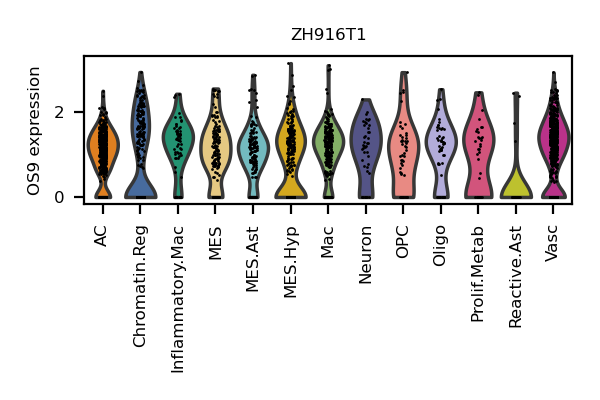 ZH916T1
OS9 expression
2
0
AC
Chromatin.Reg
Inflammatory.Mac
MES
MES.Ast
MES.Hyp
Mac
Neuron
OPC
Oligo
Prolif.Metab
Reactive.Ast
Vasc